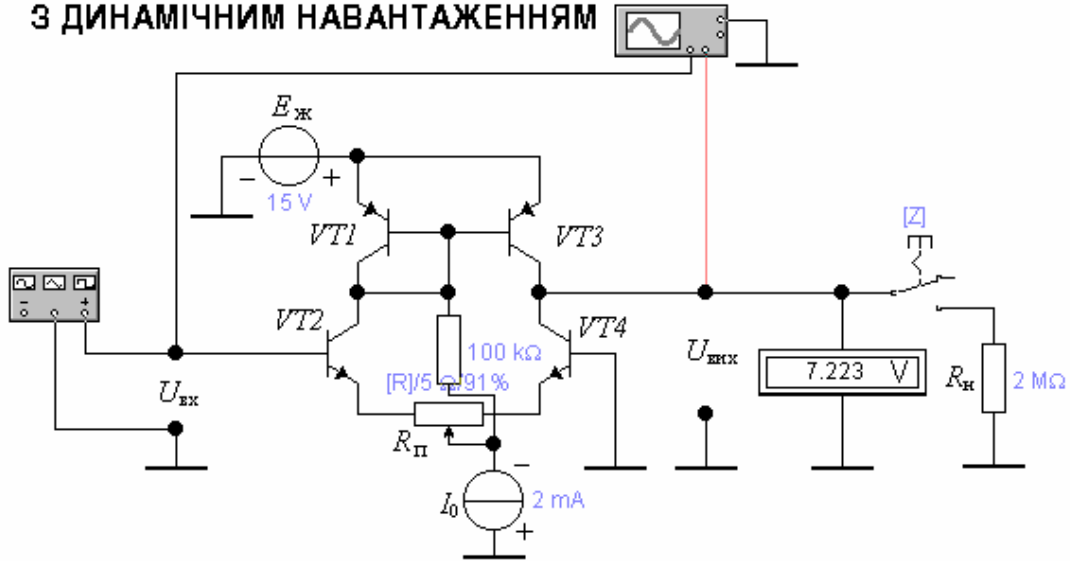 З ДИНАМІЧНИМ НАВАНТАЖЕННЯМ
Eж
− +
15 V
VT1
VT3
[Z]
− +
VT2
VT4
100 kΩ
[R]/5 Ω/91%
Uвх
Uвих
7.223 V
Rн
2 MΩ
Rп
−
I0
2 mA
+